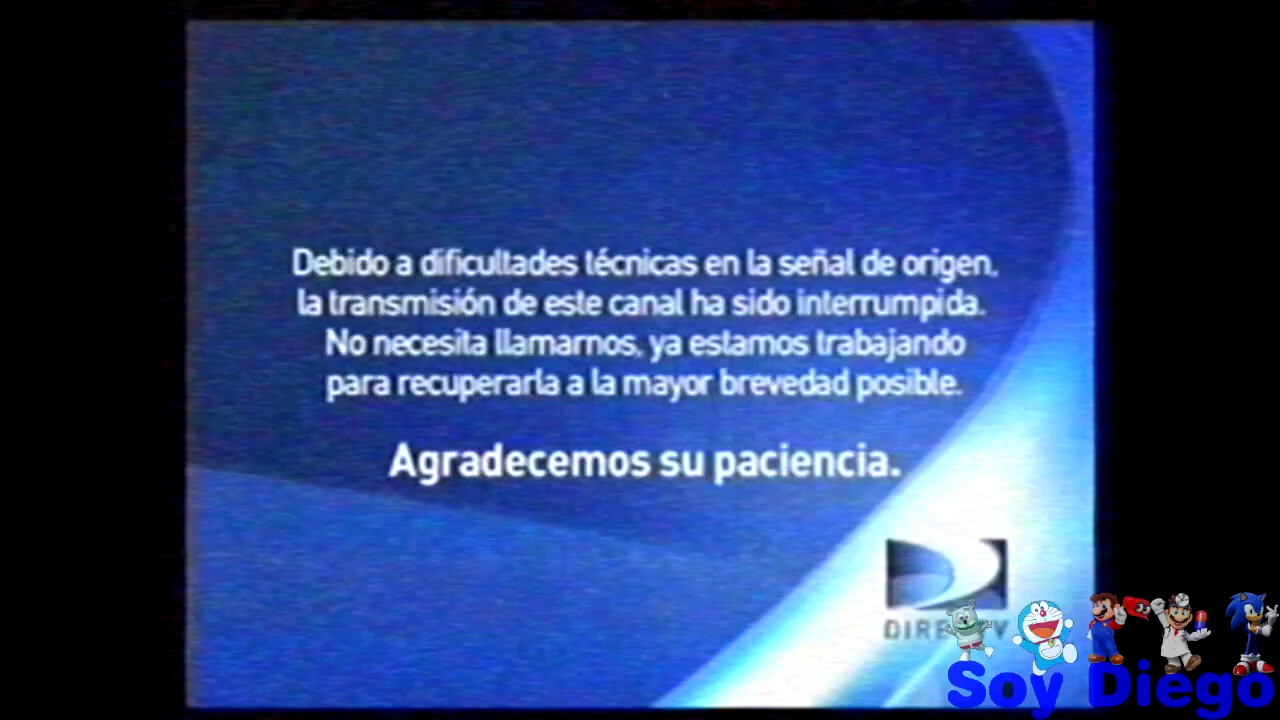 Debido a dificultades técnicas en la señal de origen,
la transmisión de este canal ha sido interrumpida.
No necesita llamarnos, ya estamos trabajando
para recuperarla a la mayor brevedad posible.
Agradecemos su paciencia.
DIRECTV
Soy Diego